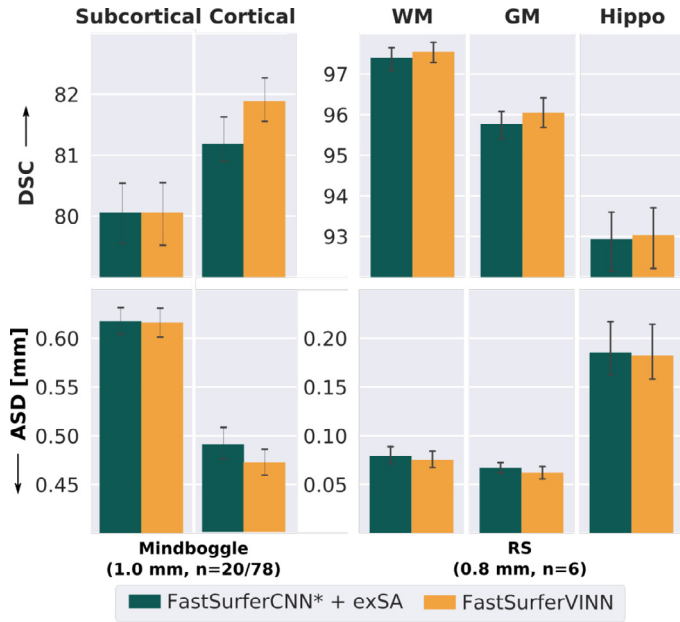 Subcortical Cortical WM GM Hippo
DSC
82
81
80
97
96
95
94
93
ASD [mm]
0.60
0.55
0.50
0.45
0.20
0.15
0.10
0.05
Mindboggle
(1.0 mm, n=20/78)
RS
(0.8 mm, n=6)
FastSurferCNN* + exSA FastSurferVINN